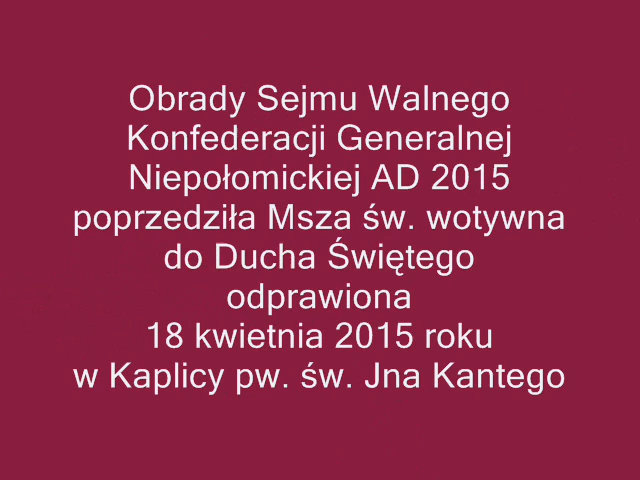 Obrady Sejmu Walnego
Konfederacji Generalnej
Niepołomickiej AD 2015
poprzedziła Msza św. wotywna
do Ducha Świętego
odprawiona
18 kwietnia 2015 roku
w Kaplicy pw. św. Jna Kantego